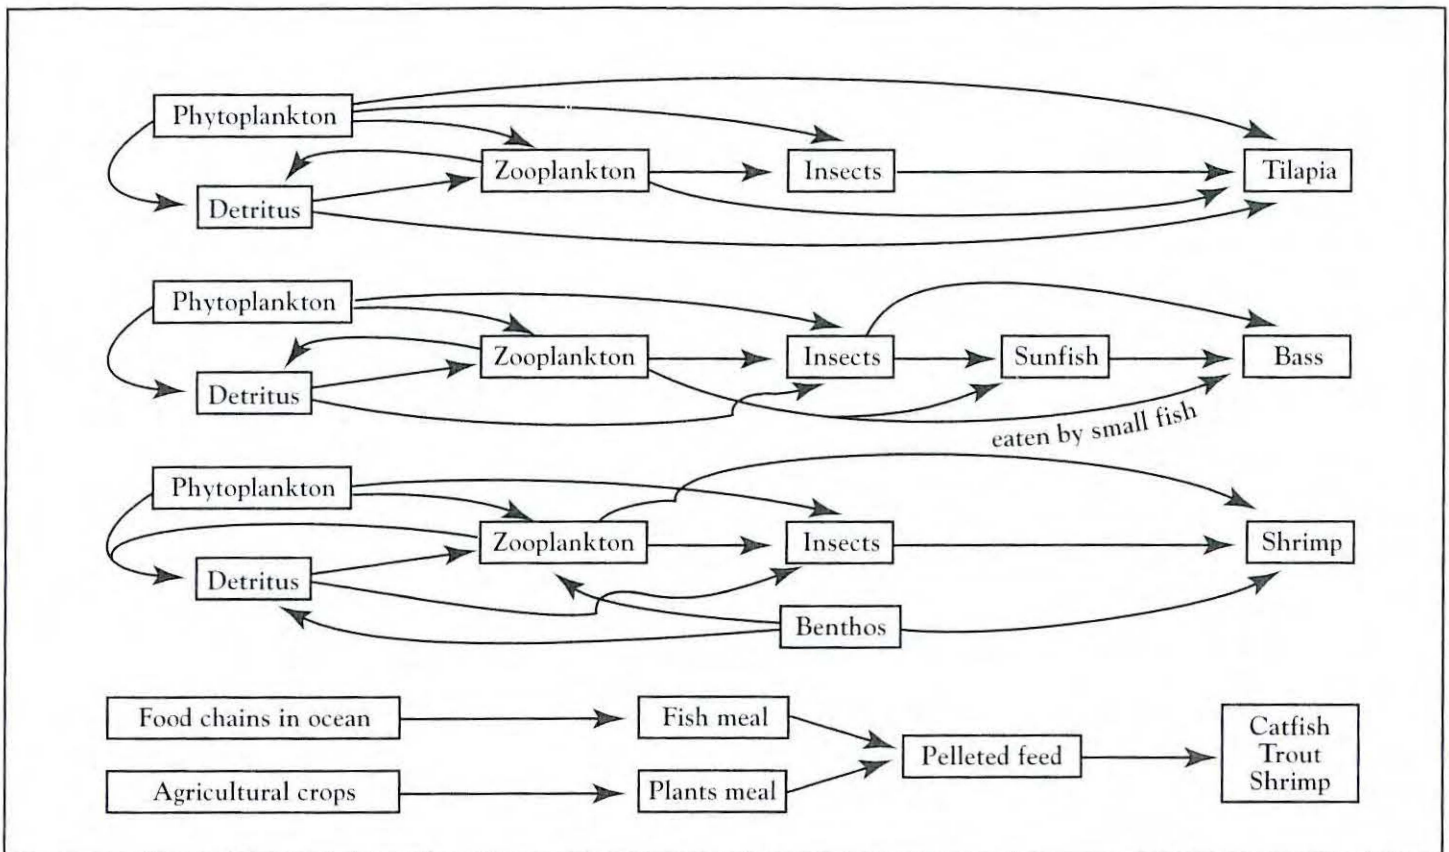 Phytoplankton
Zooplankton
Insects
Tilapia
Detritus
Phytoplankton
Zooplankton
Insects
Sunfish
Bass
Detritus
eaten by small fish
Phytoplankton
Zooplankton
Insects
Shrimp
Detritus
Benthos
Food chains in ocean
Fish meal
Pelleted feed
Catfish
Trout
Shrimp
Agricultural crops
Plants meal